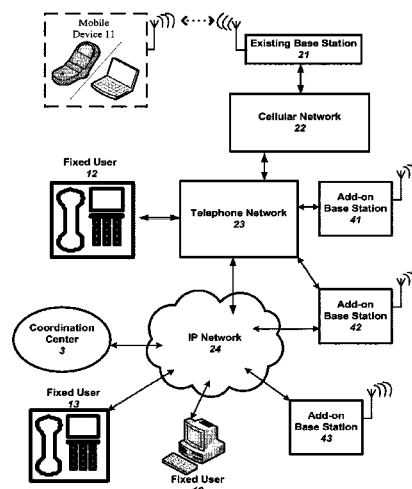 Mobile
Device 11
Existing Base Station
21
Cellular Network
22
Fixed User
12
Telephone Network
23
Add-on
Base Station
41
Add-on
Base Station
42
Coordination
Center
3
IP Network
24
Fixed User
13
Add-on
Base Station
43
Fixed User